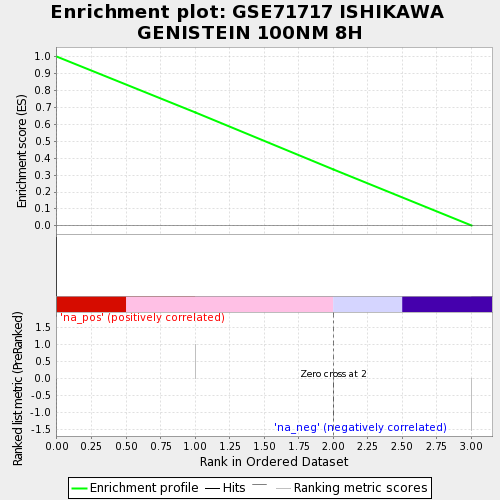 Enrichment plot: GSE71717 ISHIKAWA
GENISTEIN 100NM 8H
Enrichment score (ES)
1.0
0.9
0.8
0.7
0.6
0.5
0.4
0.3
0.2
0.1
0.0
Ranked list metric (PreRanked)
'na_pos' (positively correlated)
1.5
1.0
0.5
0.0
-0.5
-1.0
-1.5
Zero cross at 2
'na_neg' (negatively correlated)
0.00 0.25 0.50 0.75 1.00 1.25 1.50 1.75 2.00 2.25 2.50 2.75 3.00
Rank in Ordered Dataset
Enrichment profile Hits Ranking metric scores